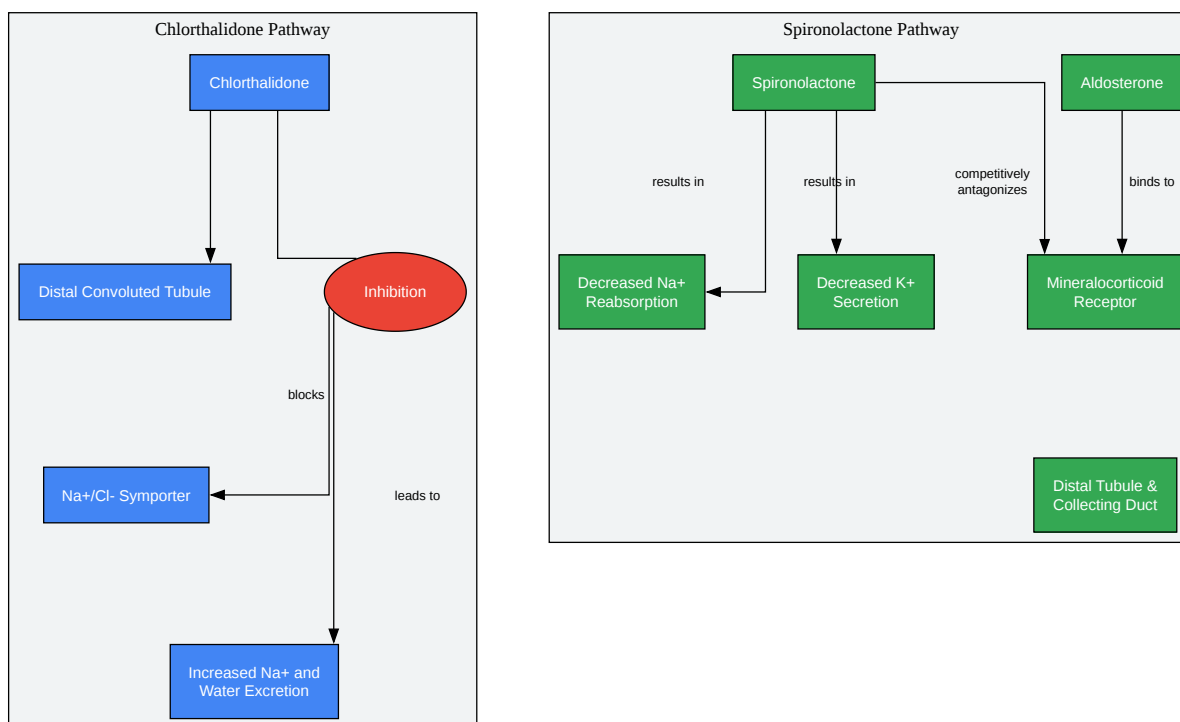 Chlorthalidone Pathway
Chlorthalidone
Distal Convoluted Tubule
Inhibition
blocks
Na+/Cl- Symporter
leads to
Increased Na+ and
Water Excretion
Spironolactone Pathway
Spironolactone
Aldosterone
results in
results in
competitively
antagonizes
binds to
Decreased Na+
Reabsorption
Decreased K+
Secretion
Mineralocorticoid
Receptor
Distal Tubule &
Collecting Duct